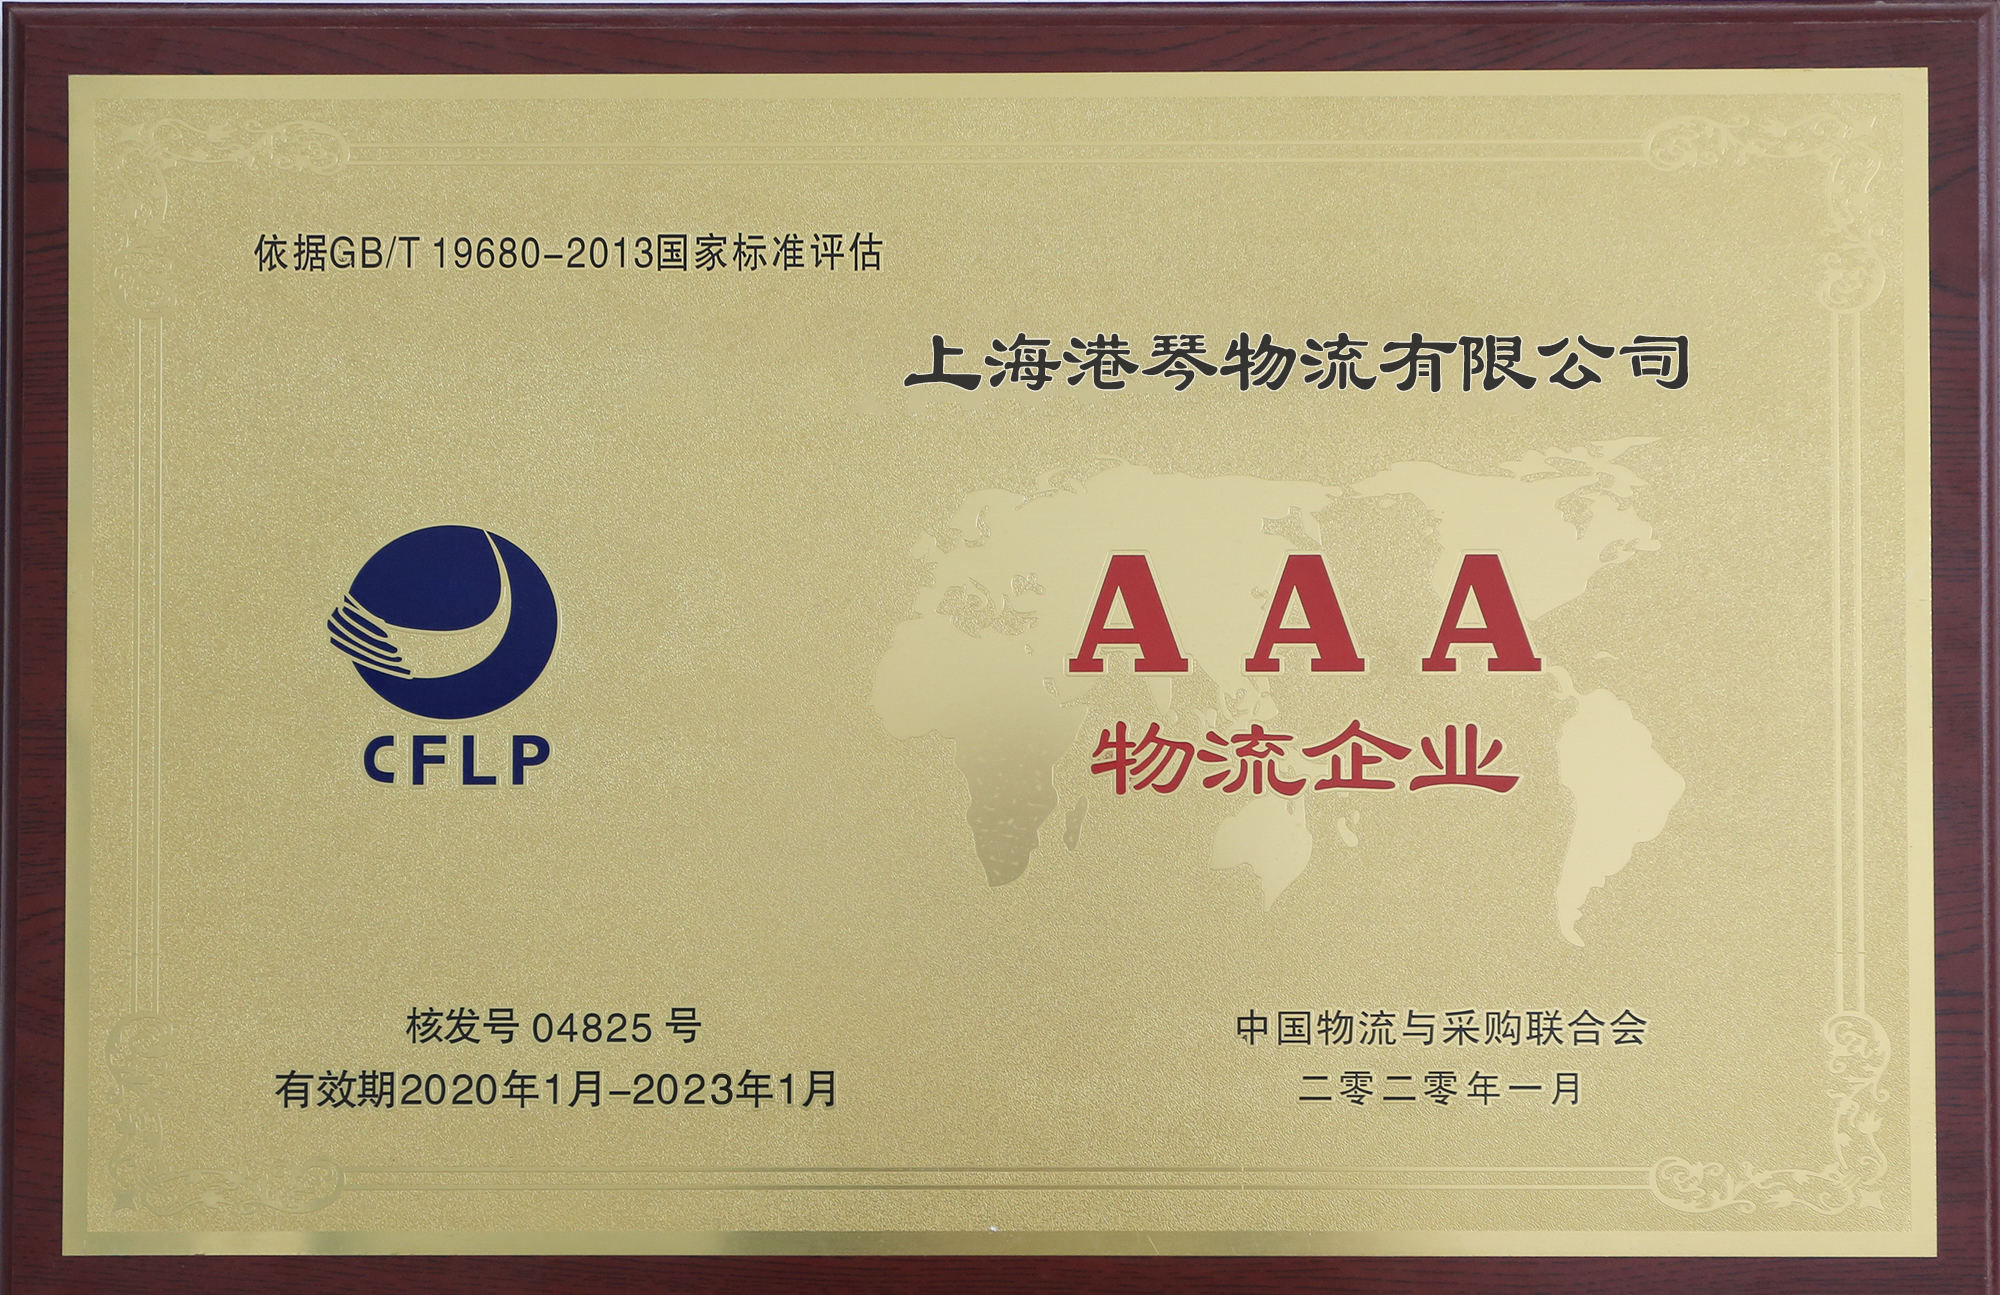 依据GB/T 19680-2013国家标准评估
上海港琴物流有限公司
A A A
物流企业
CFLP
核发号 04825 号
有效期2020年1月-2023年1月
中国物流与采购联合会
二零二零年一月